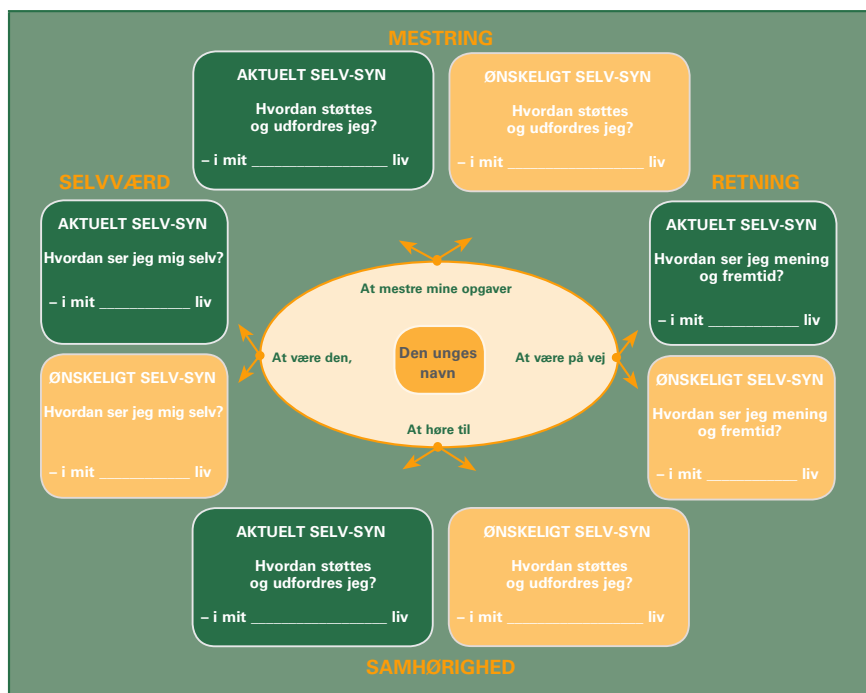 MESTRING
AKTUELT SELV-SYN
Hvordan støttes
og udfordres jeg?
– i mit __________________ liv
ØNSKELIGT SELV-SYN
Hvordan støttes
og udfordres jeg?
– i mit __________________ liv
SELVVÆRD
AKTUELT SELV-SYN
Hvordan ser jeg mig selv?
– i mit ____________ liv
ØNSKELIGT SELV-SYN
Hvordan ser jeg mig selv?
– i mit ____________ liv
At mestre mine opgaver
At være den,
Den unges
navn
At være på vej
At høre til
RETNING
AKTUELT SELV-SYN
Hvordan ser jeg mening
og fremtid?
– i mit ____________ liv
ØNSKELIGT SELV-SYN
Hvordan ser jeg mening
og fremtid?
– i mit ____________ liv
AKTUELT SELV-SYN
Hvordan støttes
og udfordres jeg?
– i mit __________________ liv
ØNSKELIGT SELV-SYN
Hvordan støttes
og udfordres jeg?
– i mit __________________ liv
SAMHØRIGHED